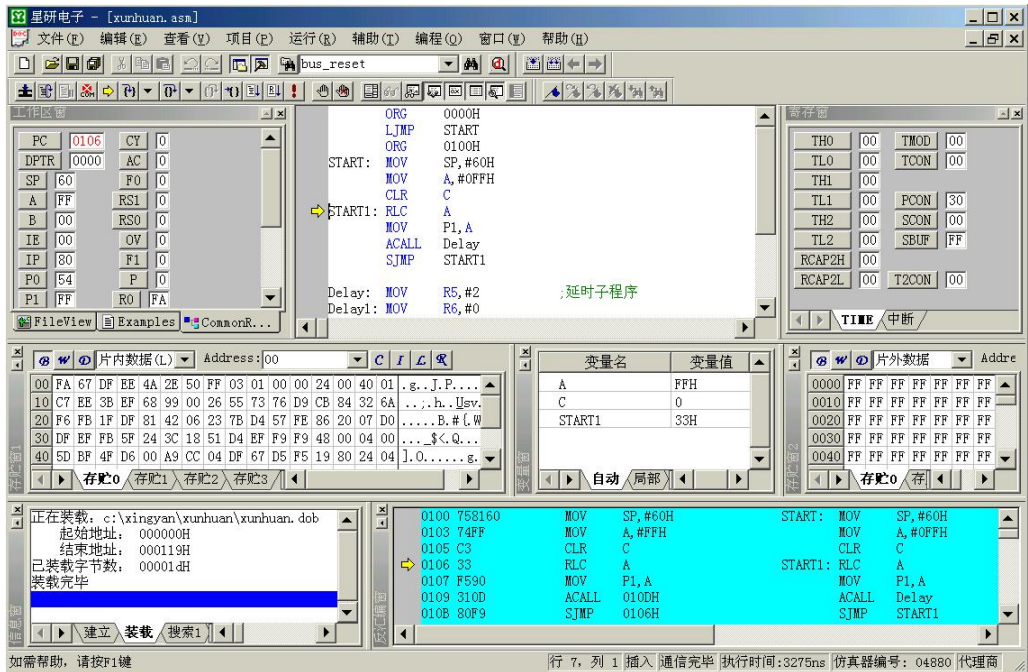 星研电子 - [xunhuan.asm]
文件(F) 编辑(E) 查看(V) 项目(P) 运行(R) 辅助(T) 编程(O) 窗口(W) 帮助(H)
bus_reset
工作区窗
PC 0106 CY 0
DPTR 0000 AC 0
SP 60 F0 0
A FF RS1 0
B 00 RS0 0
IE 00 OV 0
IP 80 F1 0
P0 54 P 0
P1 FF R0 FA
FileView Examples CommonR...
ORG 0000H
LJMP START
ORG 0100H
START: MOV SP,#60H
MOV A,#0FFH
CLR C
START1: RLC A
MOV P1,A
ACALL Delay
SJMP START1
Delay: MOV R5,#2 ;延时子程序
Delay1: MOV R6,#0
寄存窗
TH0 00 TMOD 00
TL0 00 TCON 00
TH1 00
TL1 00 PCON 30
TH2 00 SCON 00
TL2 00 SBUF FF
RCAP2H 00
RCAP2L 00 T2CON 00
TIME 中断
B W D 片内数据(L) Address: 00 C I L R
00 FA 67 DF EE 4A 2E 50 FF 03 01 00 00 24 00 40 01 .g..J.P....
10 C7 EE 3B EF 68 99 00 26 55 73 76 D9 CB 84 32 6A ..;.h..Usv.
20 F6 FB 1F DF 81 42 06 23 7B D4 57 FE 86 20 07 D0 .....B.#{.W
30 DF EF FB 5F 24 3C 18 51 D4 EF F9 F9 48 00 04 00 ..._$<.Q...
40 5D BF 4F D6 00 A9 CC 04 DF 67 D5 F5 19 80 24 04 ].O......g.
存贮0 存贮1 存贮2 存贮3
存贮窗1
变量名 变量值
A FFH
C 0
START1 33H
自动 局部
变量窗
B W D 片外数据 Addre
0000 FF FF FF FF FF FF FF
0010 FF FF FF FF FF FF FF
0020 FF FF FF FF FF FF FF
0030 FF FF FF FF FF FF FF
0040 FF FF FF FF FF FF FF
存贮0 存
存贮窗2
正在装载: c:\xingyan\xunhuan\xunhuan.dob
起始地址: 000000H
结束地址: 000119H
已装载字节数: 00001dH
装载完毕
建立 装载 搜索1
信息窗
0100 758160 MOV SP,#60H START: MOV SP,#60H
0103 74FF MOV A,#FFH MOV A,#0FFH
0105 C3 CLR C CLR C
0106 33 RLC A START1: RLC A
0107 F590 MOV P1,A MOV P1,A
0109 310D ACALL 010DH ACALL Delay
010B 80F9 SJMP 0106H SJMP START1
反汇编窗
如需帮助, 请按F1键 行 7, 列 1 插入 通信完毕 执行时间:3275ns 仿真器编号: 04880 代理商